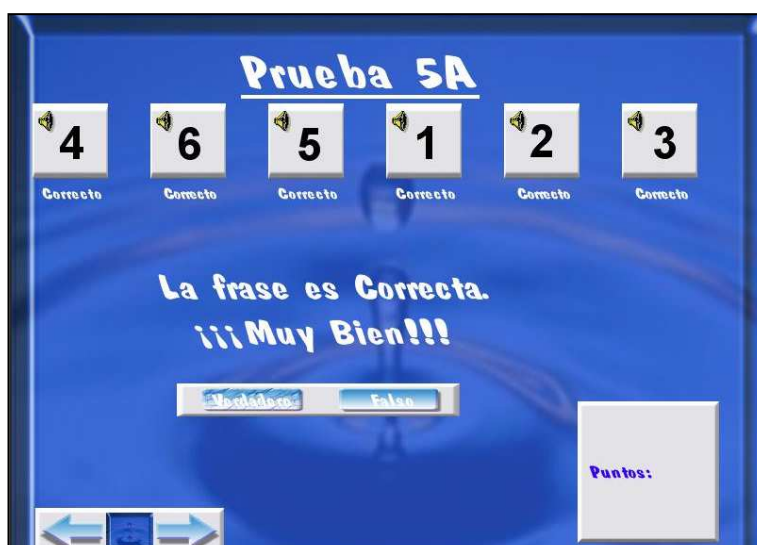 Prueba 5A
4 6 5 1 2 3
Correcto Correcto Correcto Correcto Correcto Correcto
La frase es Correcta.
¡¡¡Muy Bien!!!
Verdadero Falso
Puntos: